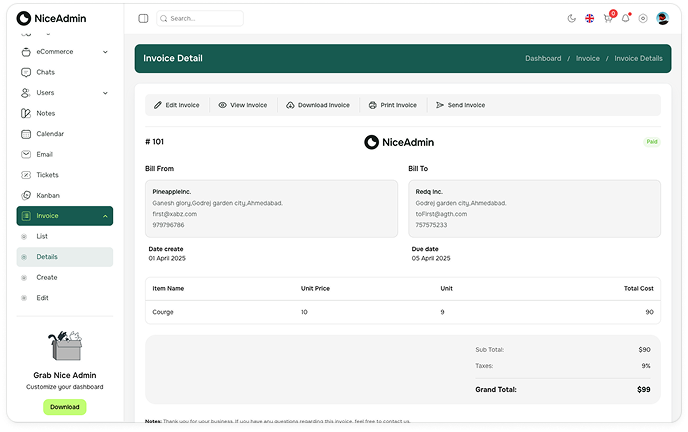 NiceAdmin
Search...
0
eCommerce
Chats
Users
Notes
Calendar
Email
Tickets
Kanban
Invoice
List
Details
Create
Edit
Grab Nice Admin
Customize your dashboard
Download
Invoice Detail
Dashboard / Invoice / Invoice Details
Edit Invoice
View Invoice
Download Invoice
Print Invoice
Send Invoice
# 101
NiceAdmin
Paid
Bill From
PineappleInc.
Ganesh glory,Godrej garden city,Ahmedabad.
first@xabz.com
979796786
Bill To
Redq Inc.
Godrej garden city,Ahmedabad.
toFirst@agth.com
757575233
Date create
01 April 2025
Due date
05 April 2025
Item Name Unit Price Unit Total Cost
Courge 10 9 90
Sub Total: $90
Taxes: 9%
Grand Total: $99
Notes: Thank you for your business. If you have any questions regarding this invoice, feel free to contact us.